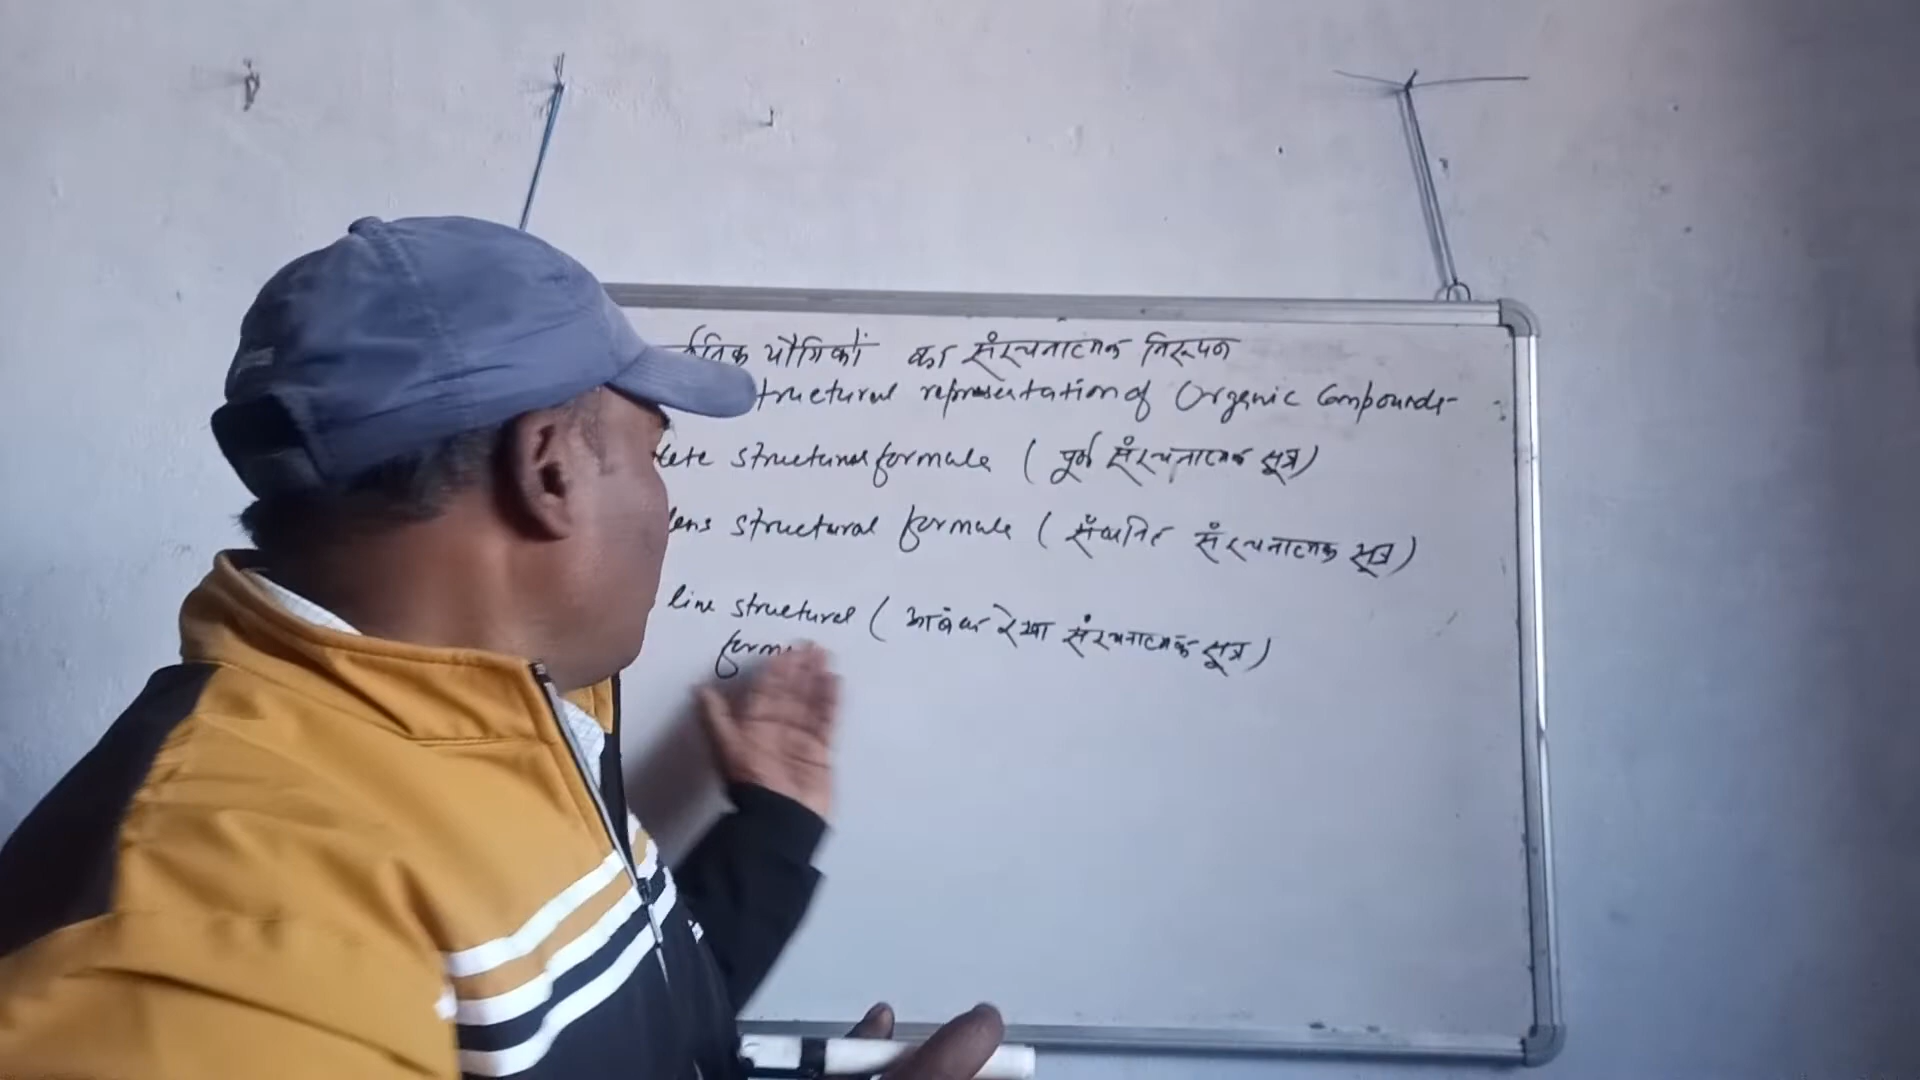 यौगिकों का संरचनात्मक निरूपण
structural representation of Organic Compounds-
structural formula ( पूर्ण संरचनात्मक सूत्र )
structural formula ( संघनित संरचनात्मक सूत्र )
line structural ( आबंध रेखा संरचनात्मक सूत्र )